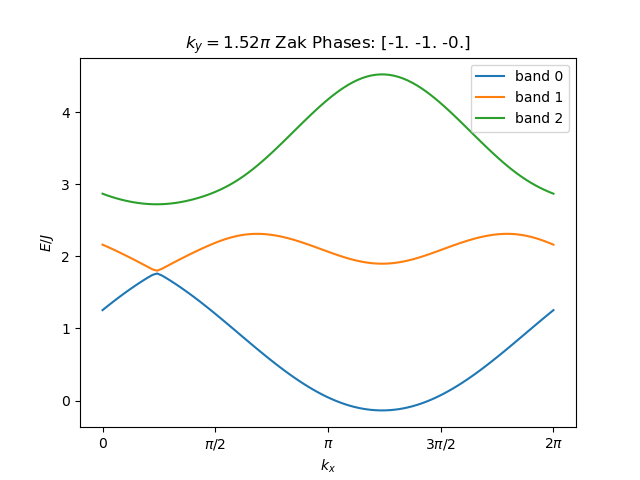 $k_y = 1.52\pi$ Zak Phases: [-1. -1. -0.]
band 0
band 1
band 2
E/J
4
3
2
1
0
0 π/2 π 3π/2 2π
$k_x$